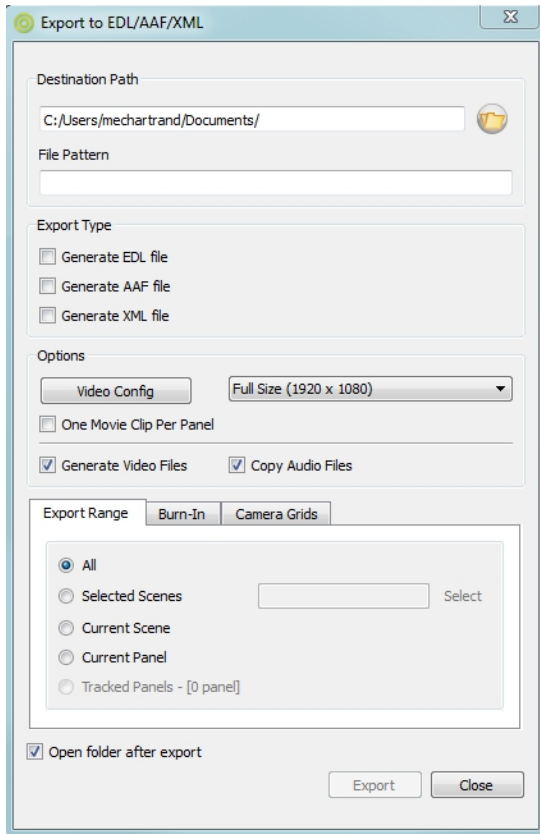 Export to EDL/AAF/XML
Destination Path
C:/Users/mechartrand/Documents/
File Pattern
Export Type
Generate EDL file
Generate AAF file
Generate XML file
Options
Video Config Full Size (1920 x 1080)
One Movie Clip Per Panel
Generate Video Files Copy Audio Files
Export Range Burn-In Camera Grids
All
Selected Scenes Select
Current Scene
Current Panel
Tracked Panels - [0 panel]
Open folder after export
Export Close